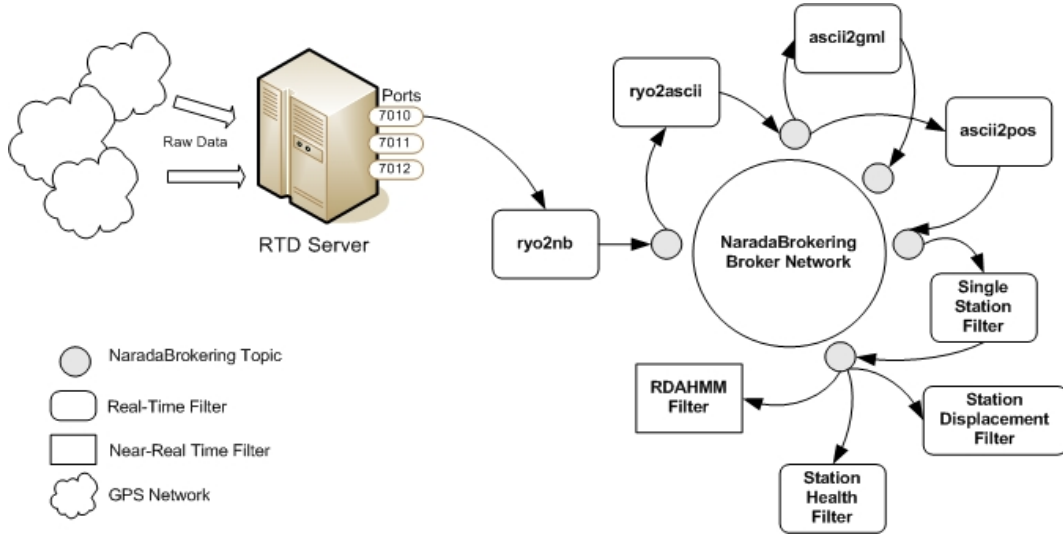 ascii2gml
ryo2ascii
ascii2pos
Ports
7010
7011
7012
Raw Data
RTD Server
ryo2nb
NaradaBrokering
Broker Network
Single
Station
Filter
NaradaBrokering Topic
Real-Time Filter
Near-Real Time Filter
GPS Network
RDAHMM
Filter
Station
Displacement
Filter
Station
Health
Filter